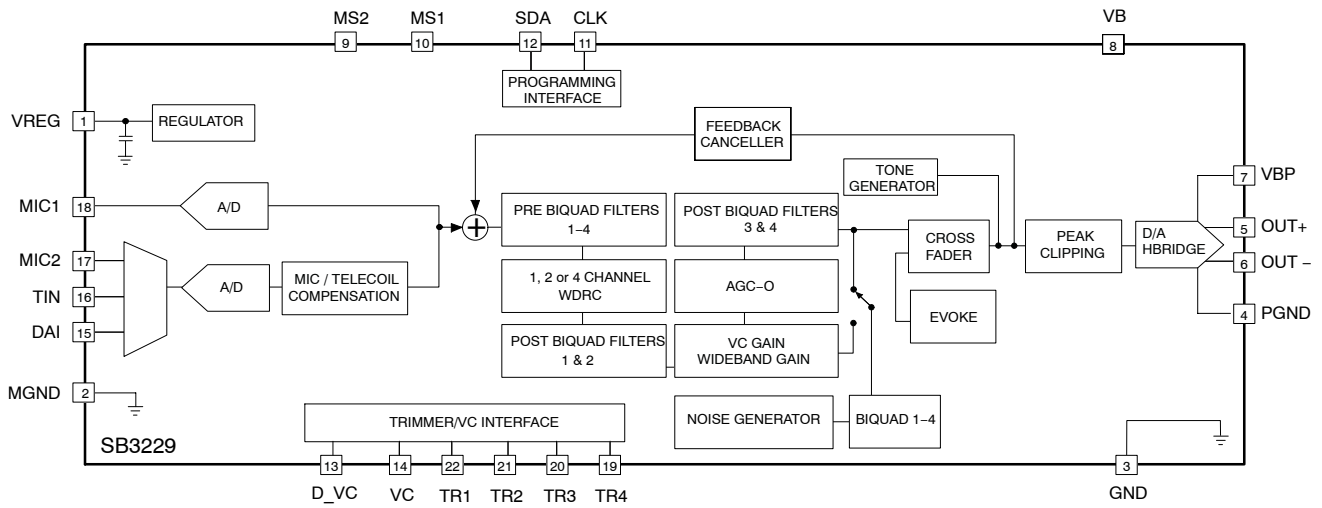 MS2 MS1 SDA CLK VB
9 10 12 11 8
PROGRAMMING
INTERFACE
VREG 1 REGULATOR
FEEDBACK
CANCELLER
TONE
GENERATOR
MIC1 18 A/D
PRE BIQUAD FILTERS
1–4
POST BIQUAD FILTERS
3 & 4
CROSS
FADER
PEAK
CLIPPING
D/A
HBRIDGE
7 VBP
5 OUT+
6 OUT –
4 PGND
+
MIC2 17
TIN 16
DAI 15
A/D
MIC / TELECOIL
COMPENSATION
1, 2 or 4 CHANNEL
WDRC
AGC–O
EVOKE
POST BIQUAD FILTERS
1 & 2
VC GAIN
WIDEBAND GAIN
MGND 2
NOISE GENERATOR
BIQUAD 1–4
TRIMMER/VC INTERFACE
SB3229
13 14 22 21 20 19 3
D_VC VC TR1 TR2 TR3 TR4 GND